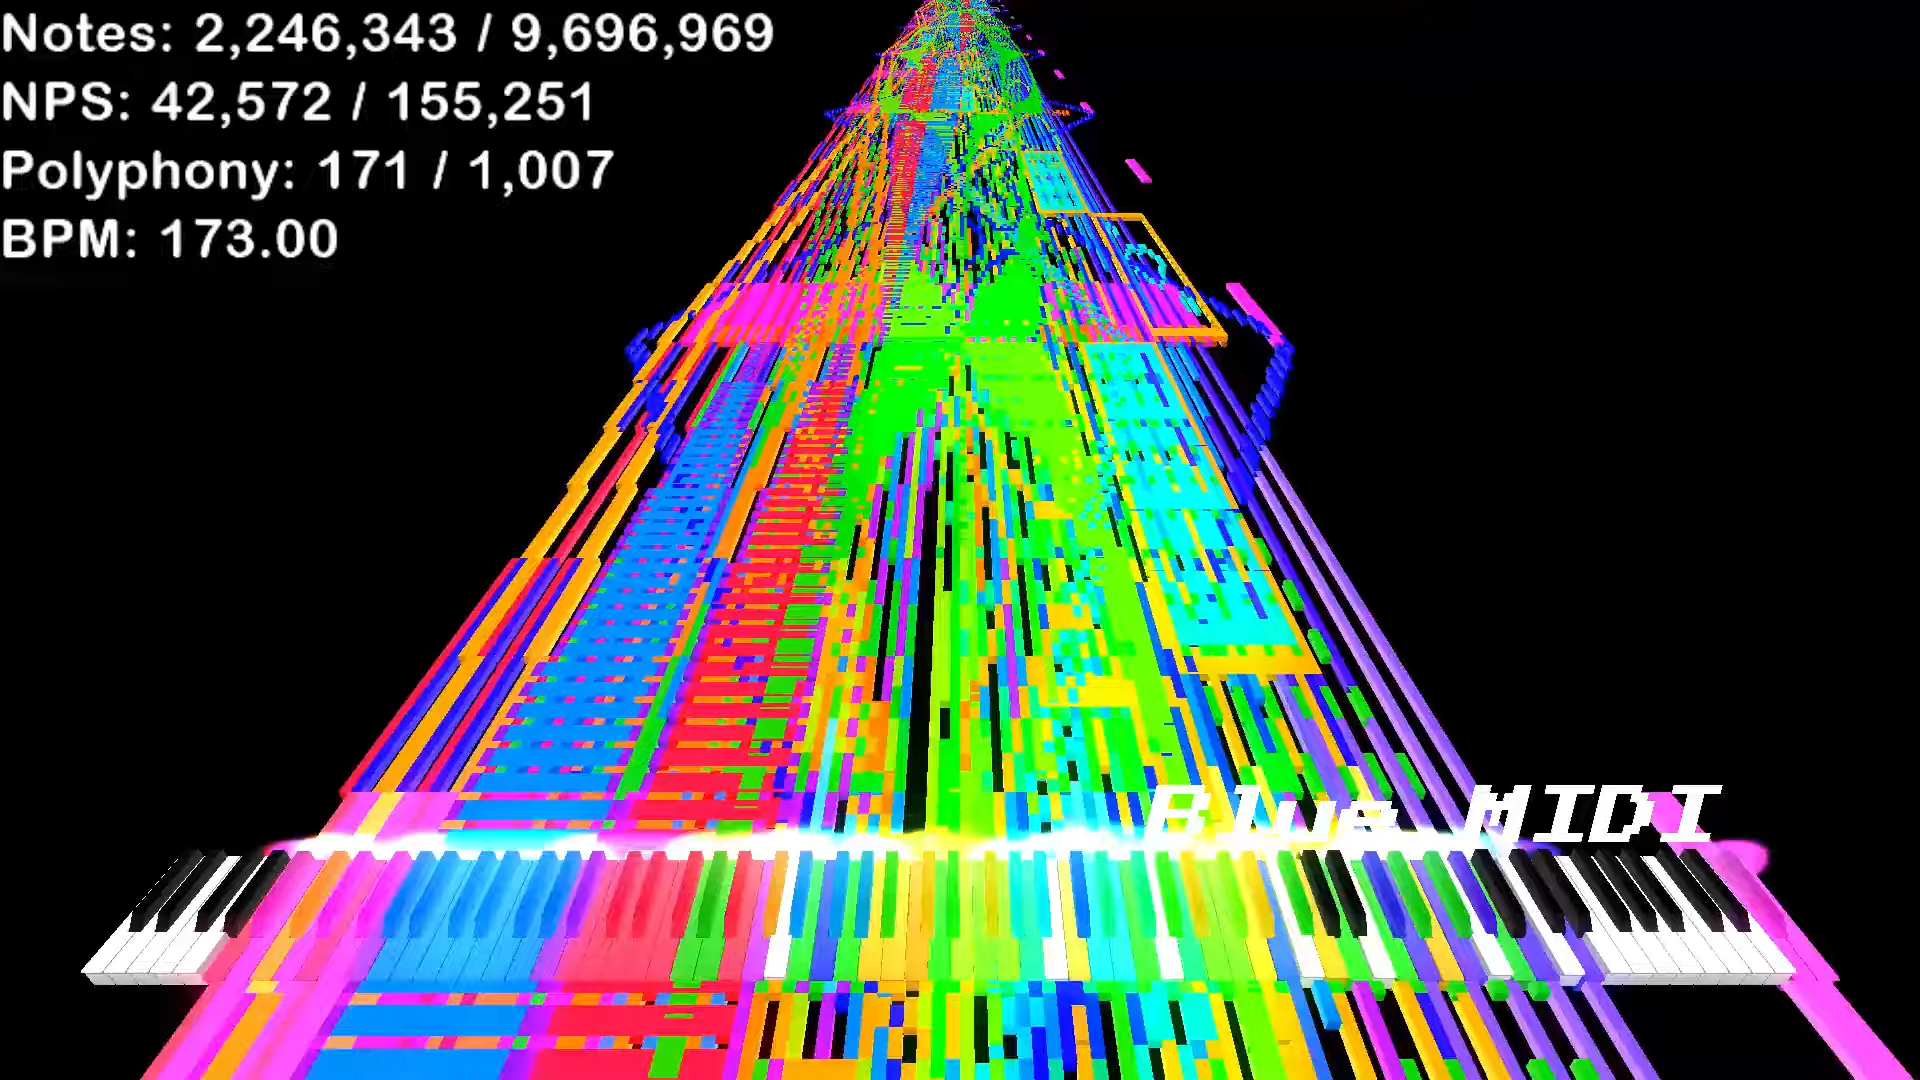 Notes: 2,246,343 / 9,696,969
NPS: 42,572 / 155,251
Polyphony: 171 / 1,007
BPM: 173.00
Blue MIDI